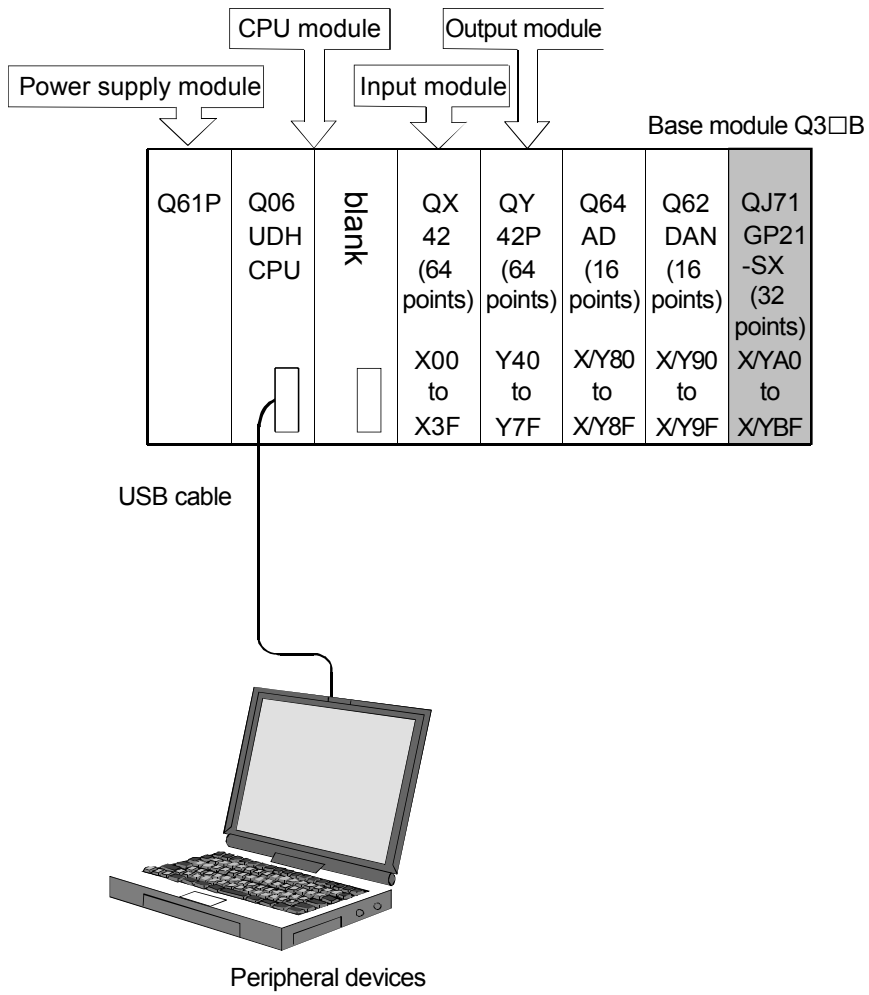 CPU module
Output module
Power supply module
Input module
Base module Q3□B
Q61P
Q06
UDH
CPU
blank
QX
42
(64
points)
X00
to
X3F
QY
42P
(64
points)
Y40
to
Y7F
Q64
AD
(16
points)
X/Y80
to
X/Y8F
Q62
DAN
(16
points)
X/Y90
to
X/Y9F
QJ71
GP21
-SX
(32
points)
X/YA0
to
X/YBF
USB cable
Peripheral devices